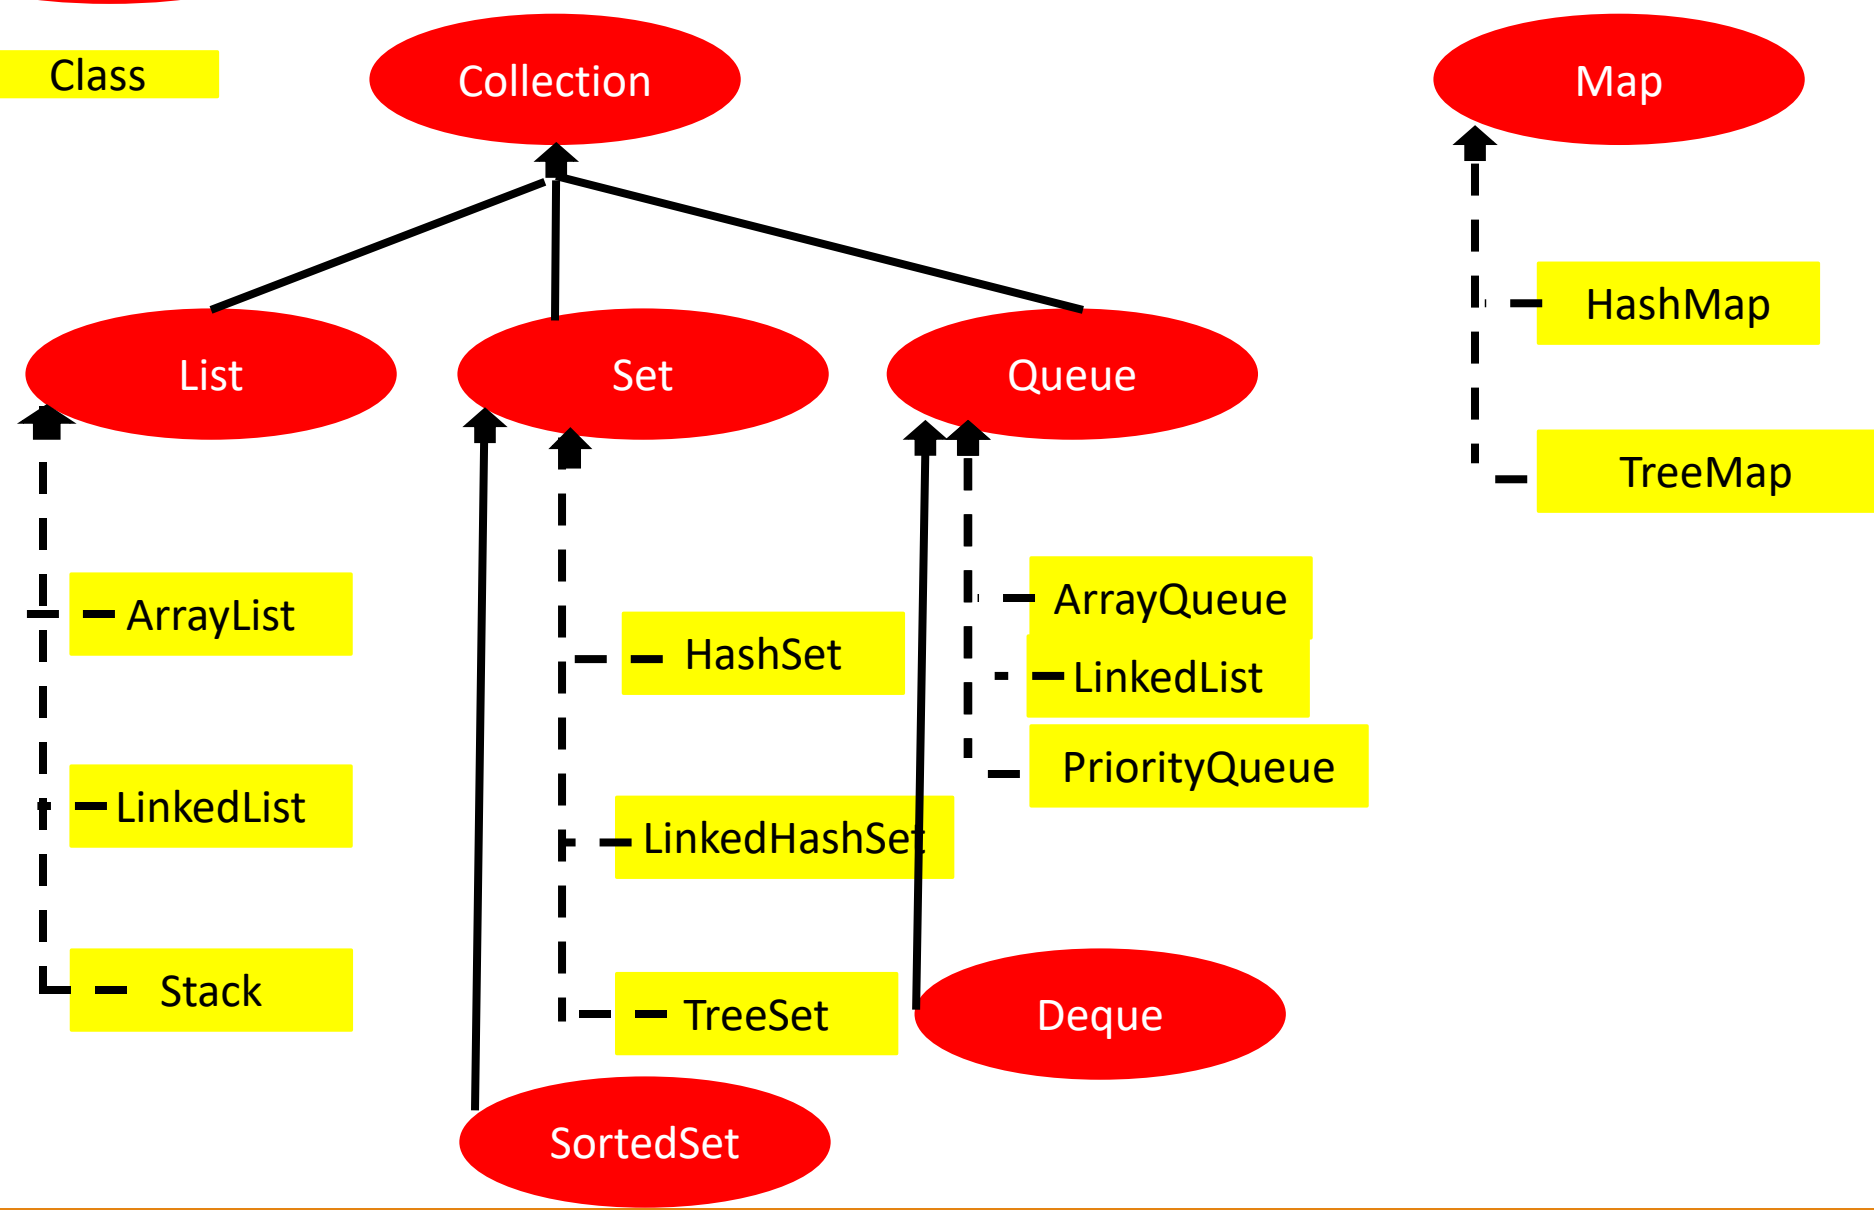 Class
Collection
Map
List
Set
Queue
HashMap
TreeMap
ArrayList
HashSet
ArrayQueue
LinkedList
PriorityQueue
LinkedList
LinkedHashSet
Stack
TreeSet
Deque
SortedSet